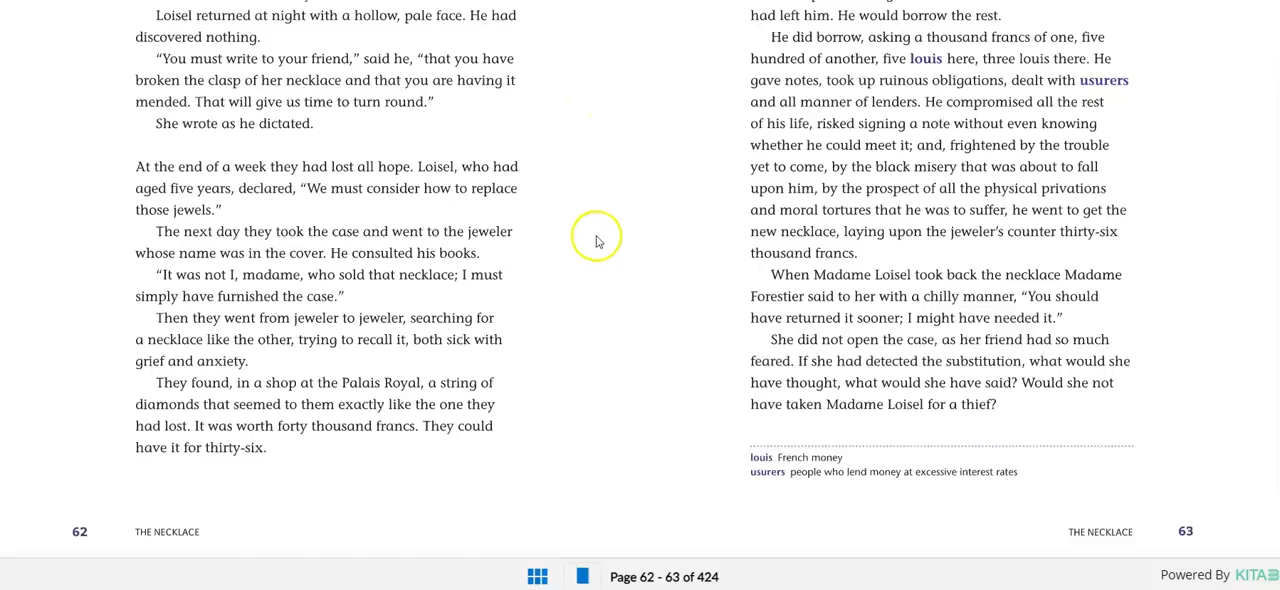 Loisel returned at night with a hollow, pale face. He had
discovered nothing.
“You must write to your friend,” said he, “that you have
broken the clasp of her necklace and that you are having it
mended. That will give us time to turn round.”
She wrote as he dictated.
At the end of a week they had lost all hope. Loisel, who had
aged five years, declared, “We must consider how to replace
those jewels.”
The next day they took the case and went to the jeweler
whose name was in the cover. He consulted his books.
“It was not I, madame, who sold that necklace; I must
simply have furnished the case.”
Then they went from jeweler to jeweler, searching for
a necklace like the other, trying to recall it, both sick with
grief and anxiety.
They found, in a shop at the Palais Royal, a string of
diamonds that seemed to them exactly like the one they
had lost. It was worth forty thousand francs. They could
have it for thirty-six.
62
THE NECKLACE
had left him. He would borrow the rest.
He did borrow, asking a thousand francs of one, five
hundred of another, five louis here, three louis there. He
gave notes, took up ruinous obligations, dealt with usurers
and all manner of lenders. He compromised all the rest
of his life, risked signing a note without even knowing
whether he could meet it; and, frightened by the trouble
yet to come, by the black misery that was about to fall
upon him, by the prospect of all the physical privations
and moral tortures that he was to suffer, he went to get the
new necklace, laying upon the jeweler’s counter thirty-six
thousand francs.
When Madame Loisel took back the necklace Madame
Forestier said to her with a chilly manner, “You should
have returned it sooner; I might have needed it.”
She did not open the case, as her friend had so much
feared. If she had detected the substitution, what would she
have thought, what would she have said? Would she not
have taken Madame Loisel for a thief?
louis French money
usurers people who lend money at excessive interest rates
THE NECKLACE
63
Page 62 - 63 of 424
Powered By KITAB